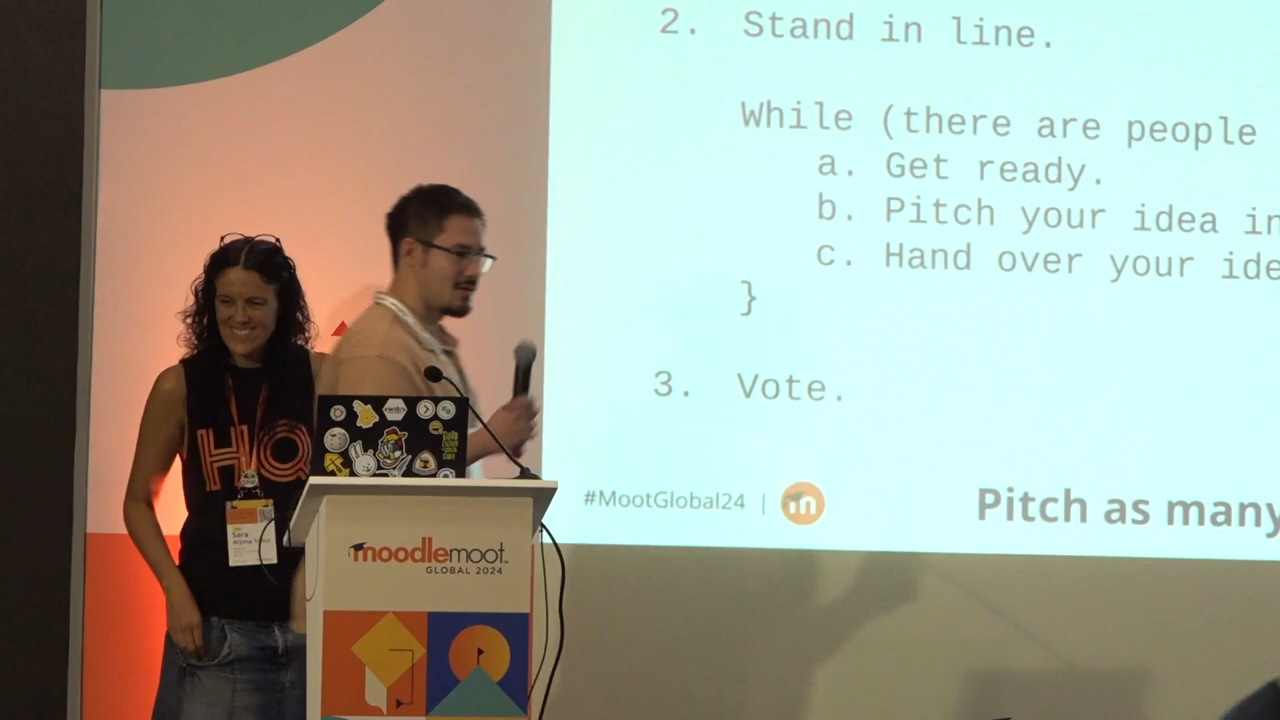 2. Stand in line.
While (there are people
a. Get ready.
b. Pitch your idea in
c. Hand over your ide
}
3. Vote.
#MootGlobal24 |
Pitch as many
HQ
Sara
moodlemoot
GLOBAL 2024